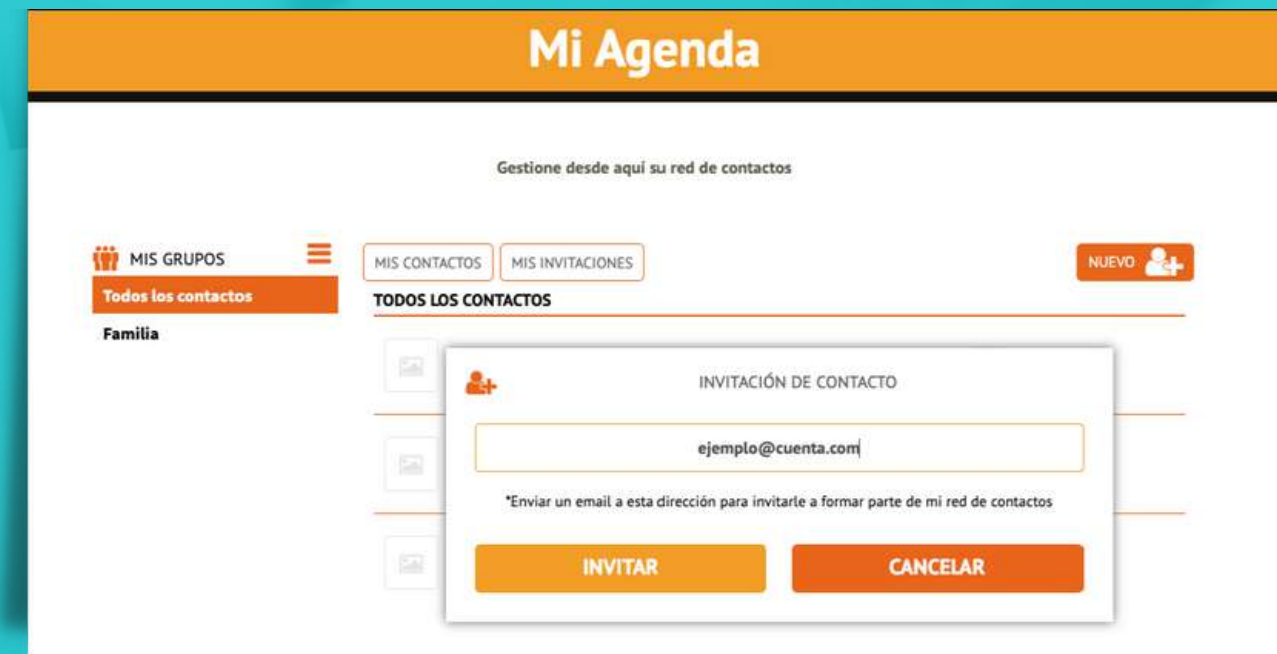 Mi Agenda
Gestione desde aquí su red de contactos
MIS GRUPOS
Todos los contactos
Familia
MIS CONTACTOS
MIS INVITACIONES
NUEVO
TODOS LOS CONTACTOS
INVITACIÓN DE CONTACTO
ejemplo@cuenta.com
*Enviar un email a esta dirección para invitarle a formar parte de mi red de contactos
INVITAR
CANCELAR